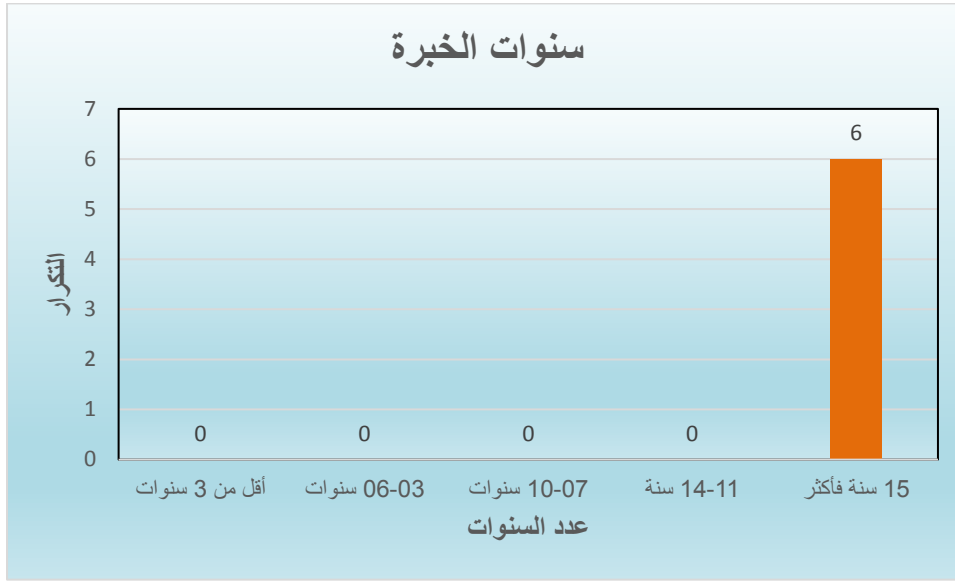 سنوات الخبرة
7
6
5
4
3
2
1
0
التكرار
0
0
0
0
6
أقل من 3 سنوات
06-03 سنوات
10-07 سنوات
14-11 سنة
15 سنة فأكثر
عدد السنوات